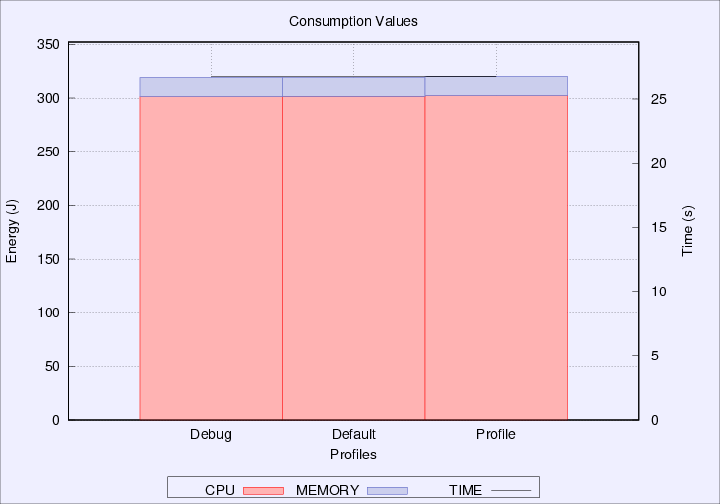 Consumption Values
350
300
250
200
150
100
50
0
Energy (J)
25
20
15
10
5
0
Time (s)
Debug Default Profile
Profiles
CPU MEMORY TIME